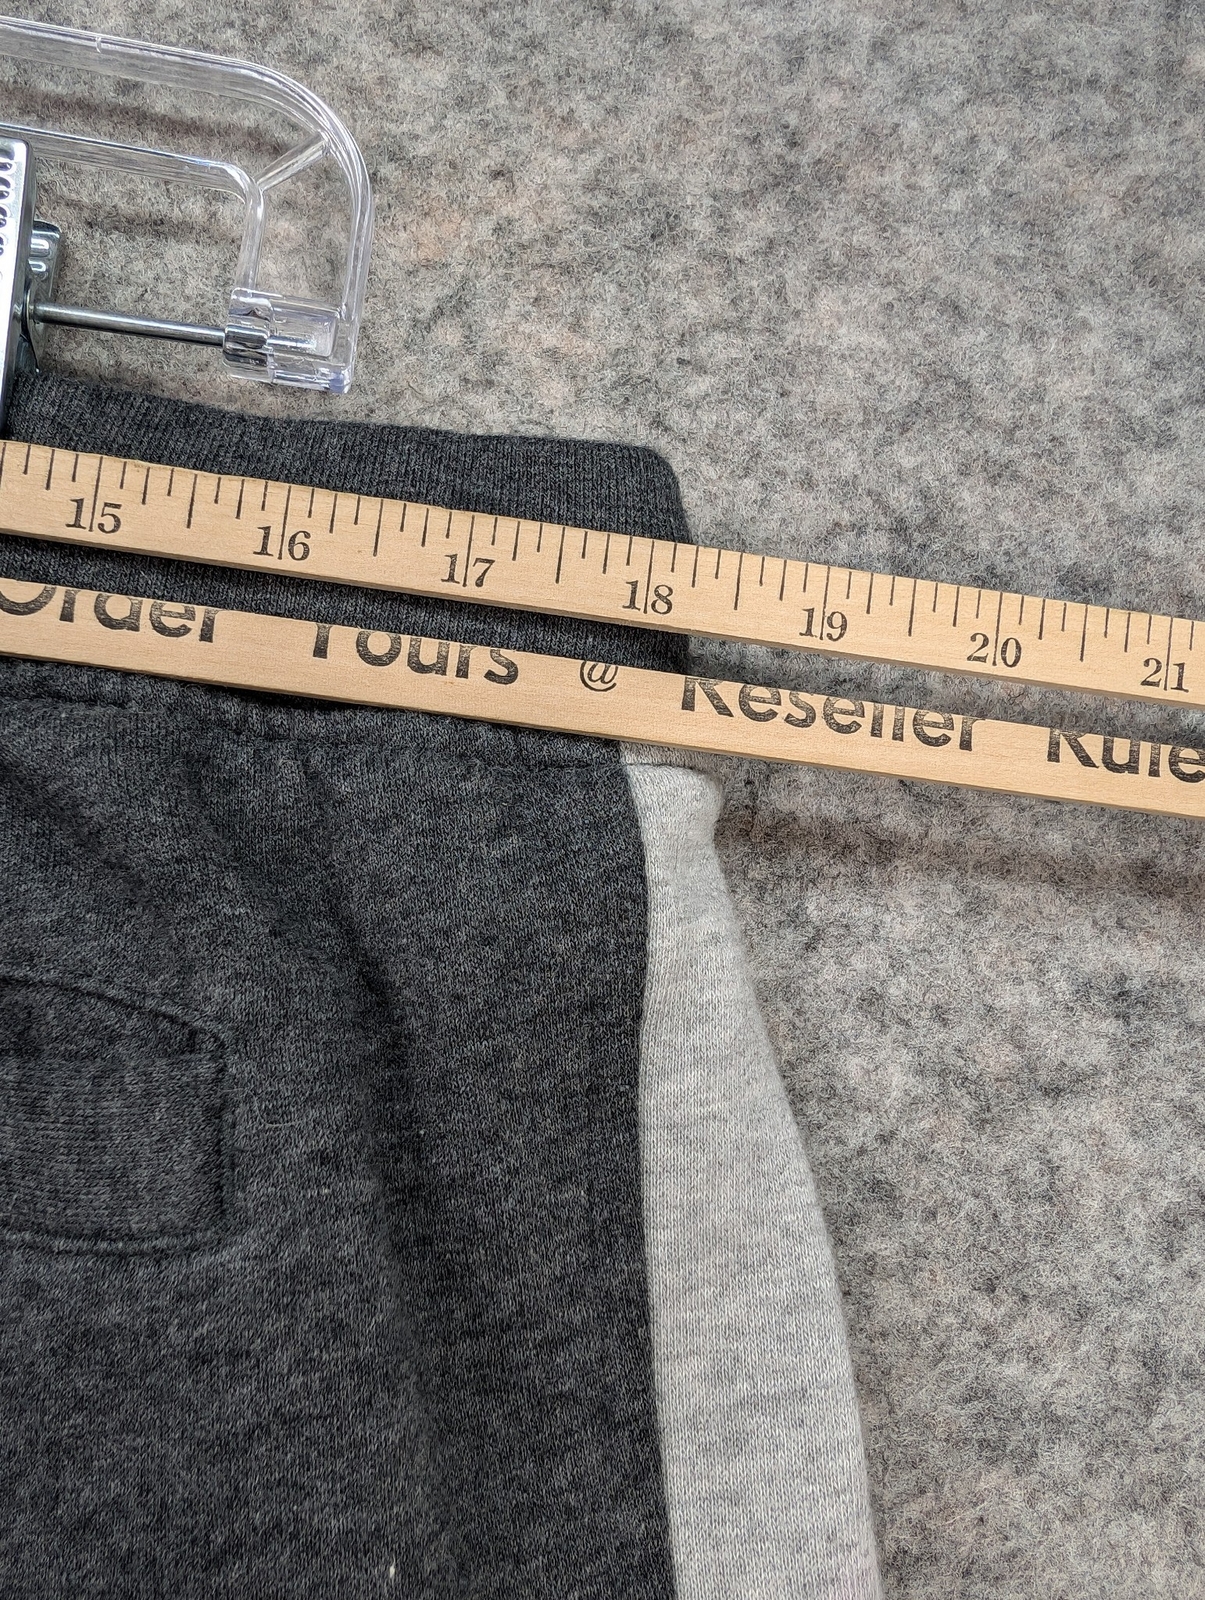 15 16 17 18 19 20 21
Order Yours @ Reseller Rule